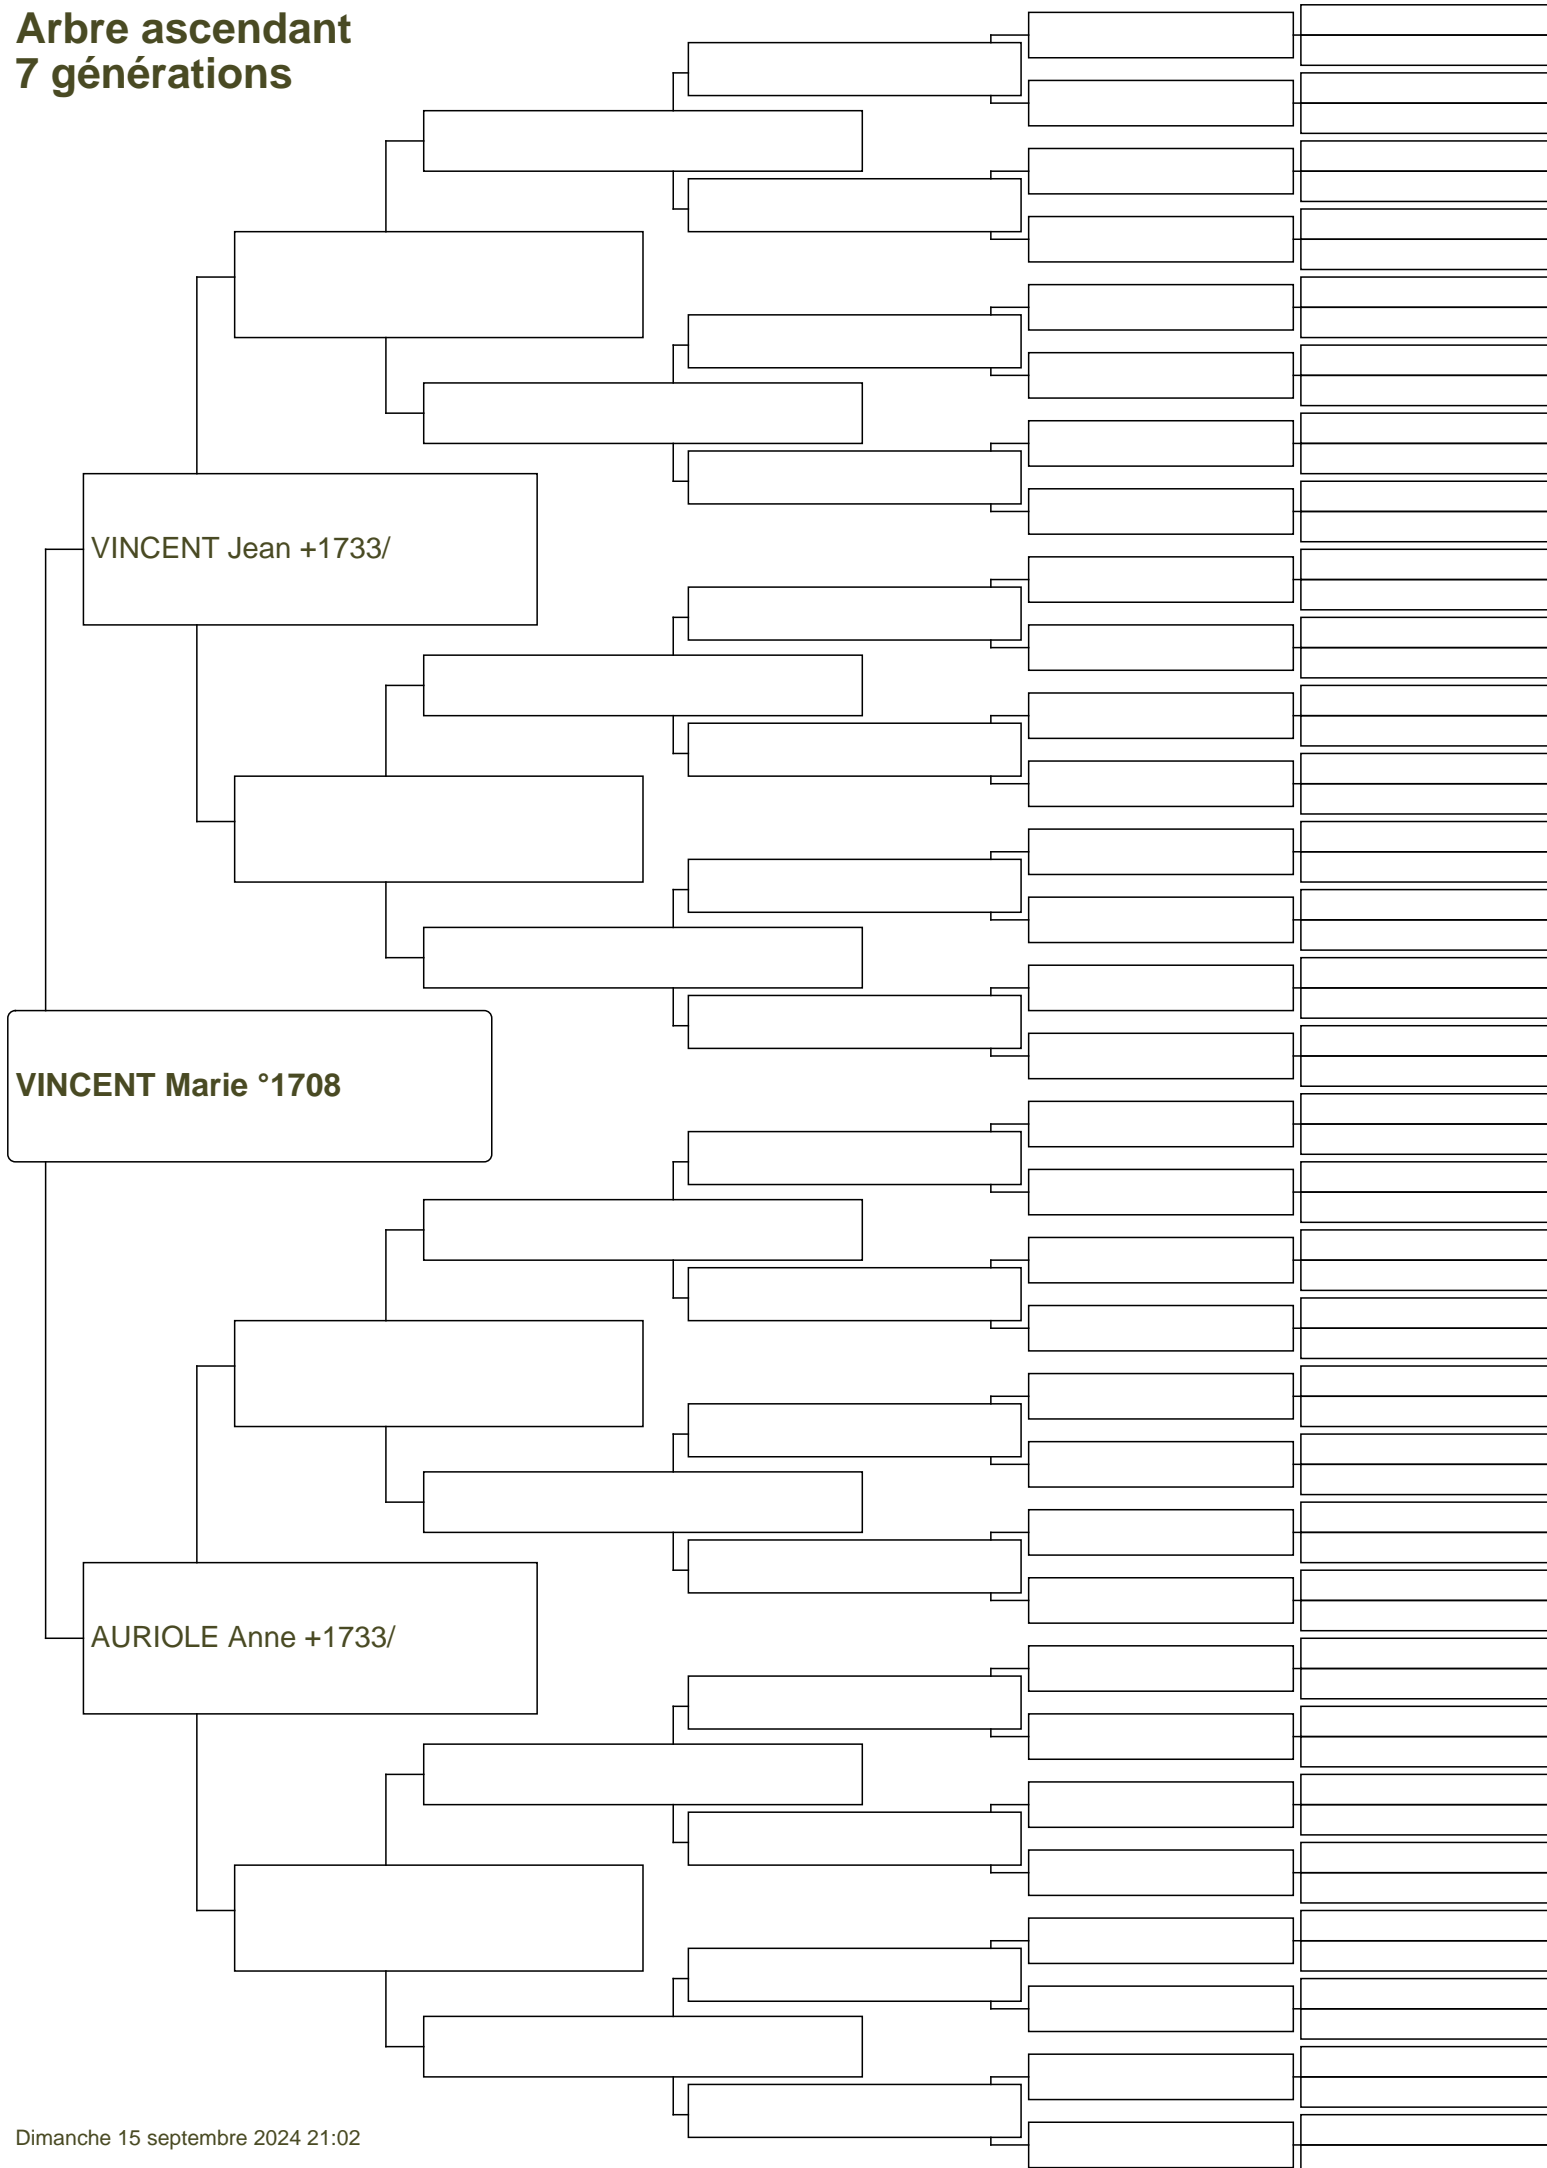 Arbre ascendant
7 générations
VINCENT Jean +1733/
VINCENT Marie °1708
AURIOLE Anne +1733/
Dimanche 15 septembre 2024 21:02